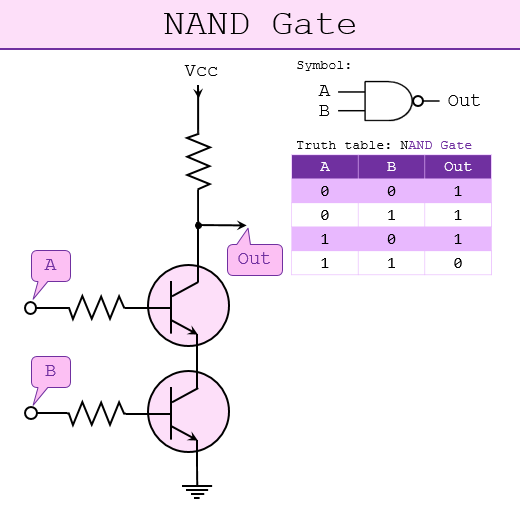 NAND Gate
Vcc
Symbol:
A
B
Out
Truth table: NAND Gate
A B Out
0 0 1
0 1 1
1 0 1
1 1 0
Out
A
B